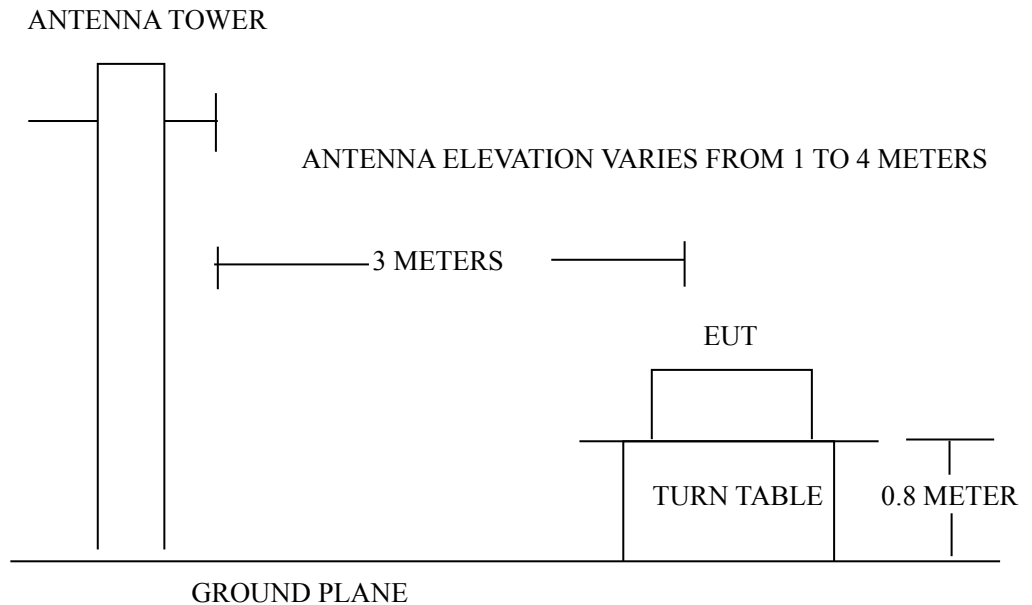 ANTENNA TOWER
ANTENNA ELEVATION VARIES FROM 1 TO 4 METERS
3 METERS
EUT
TURN TABLE
0.8 METER
GROUND PLANE